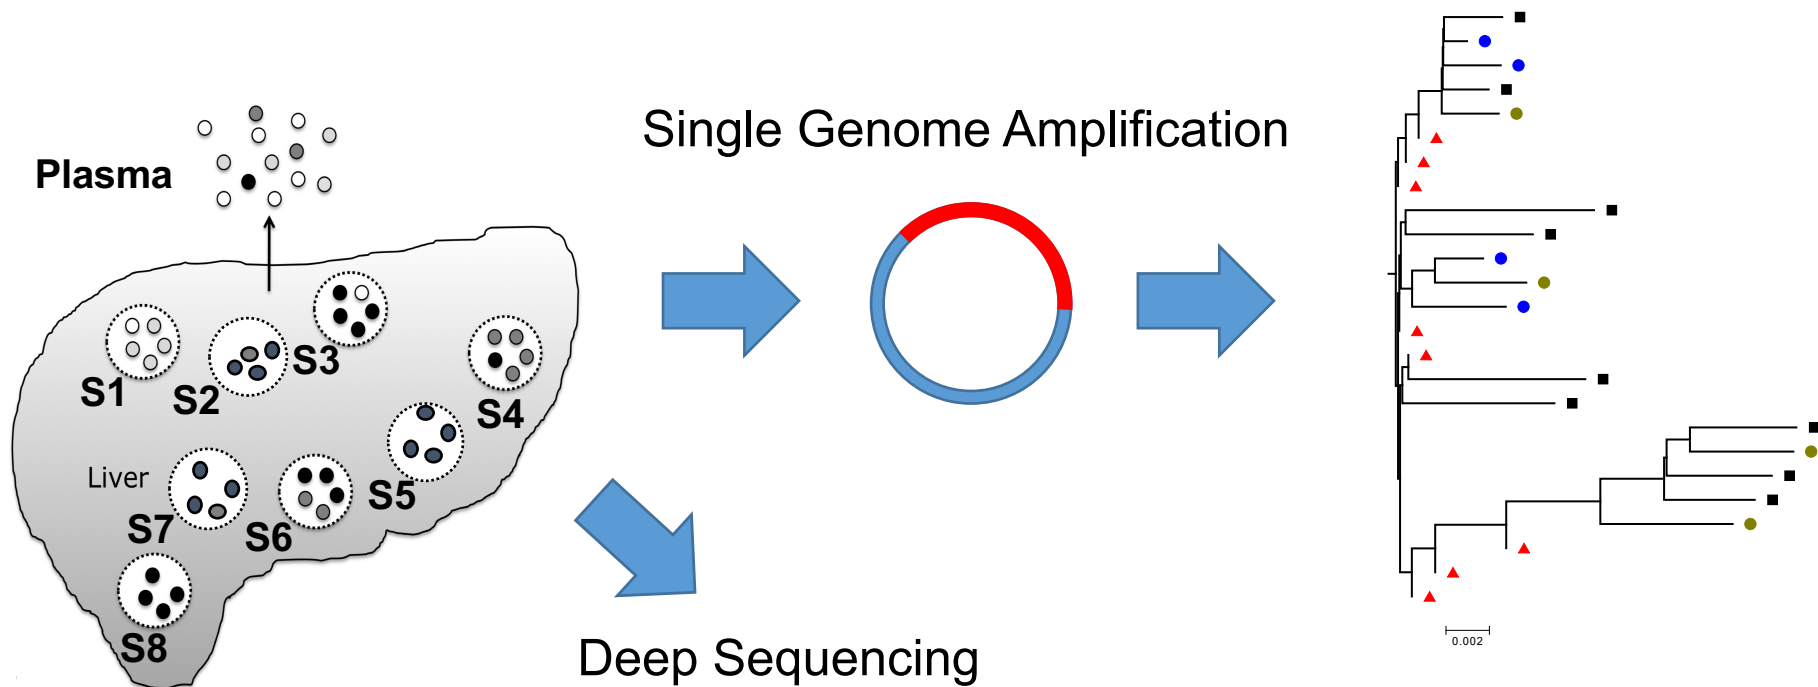 Single Genome Amplification
Plasma
S1
S2
S3
S4
Liver
S5
S7
S6
S8
Deep Sequencing
0.002